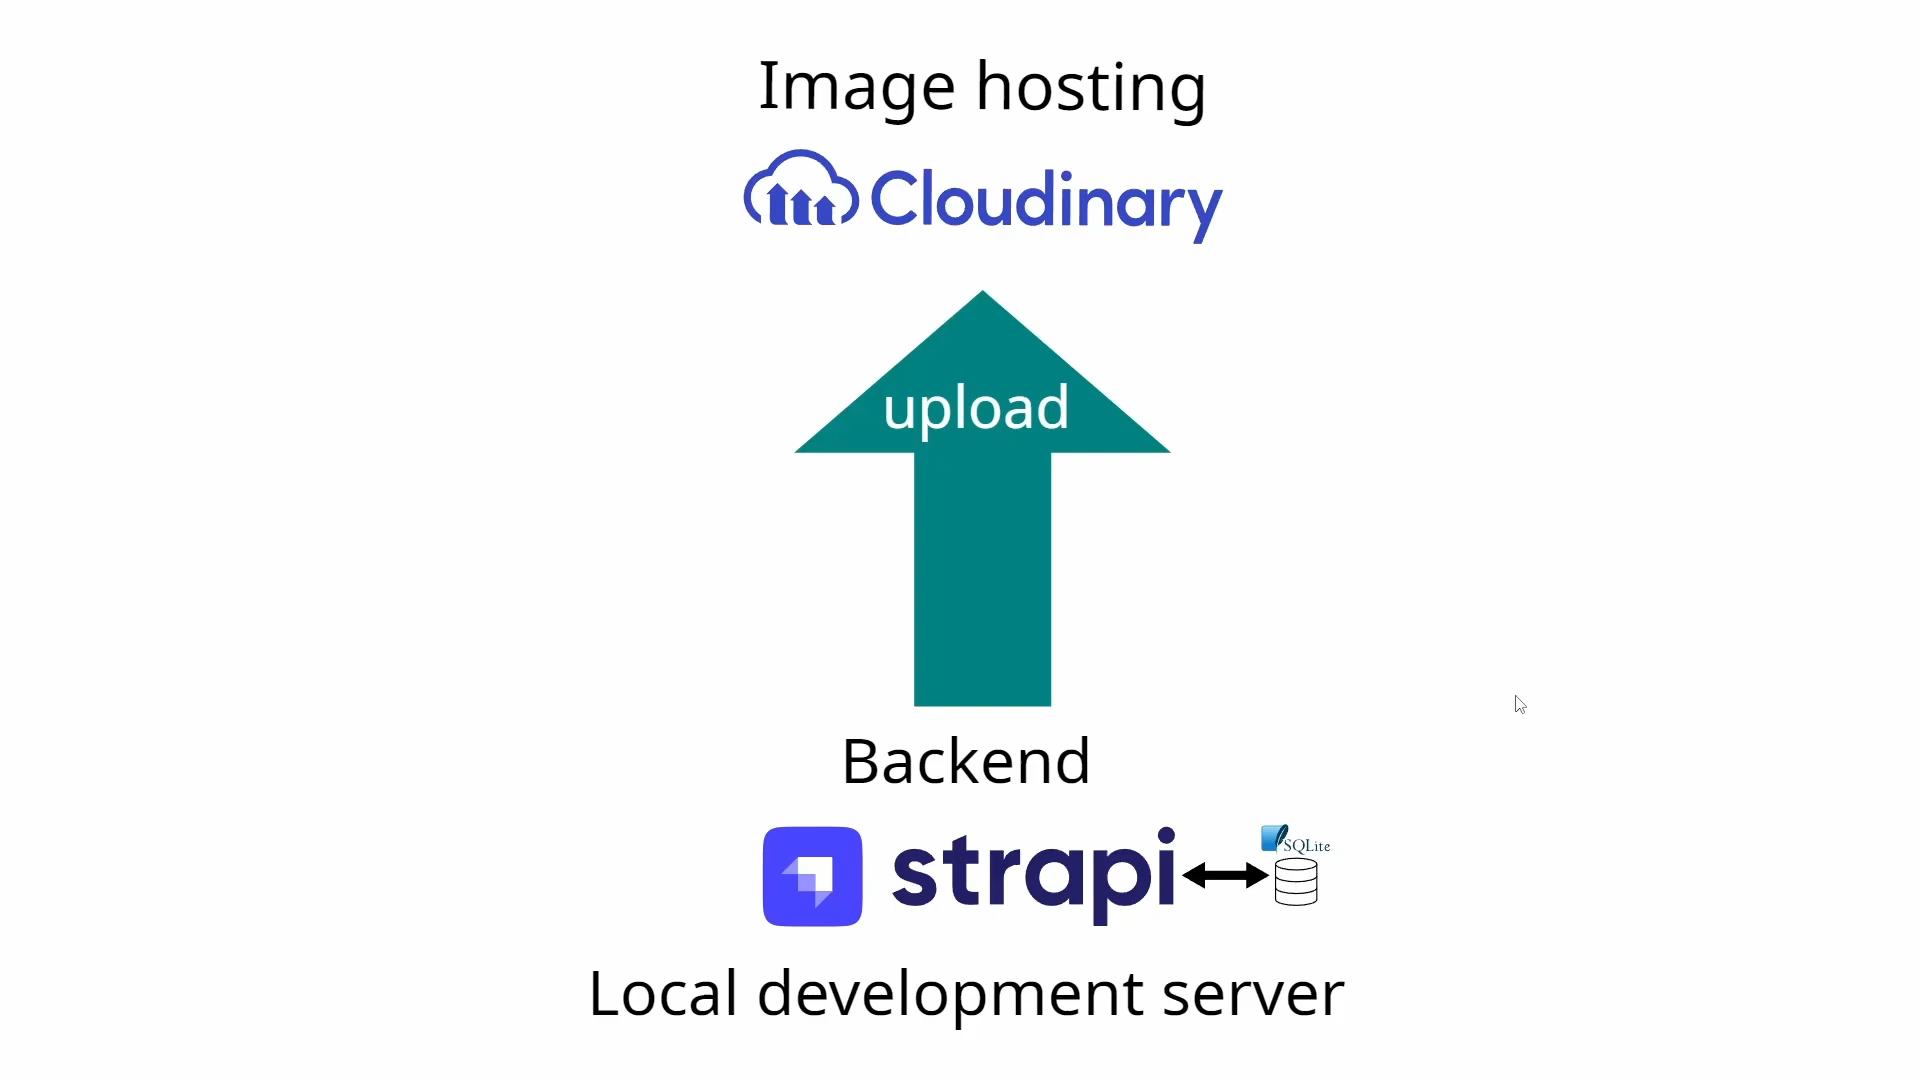 Image hosting
Cloudinary
upload
Backend
strapi
SQLite
Local development server